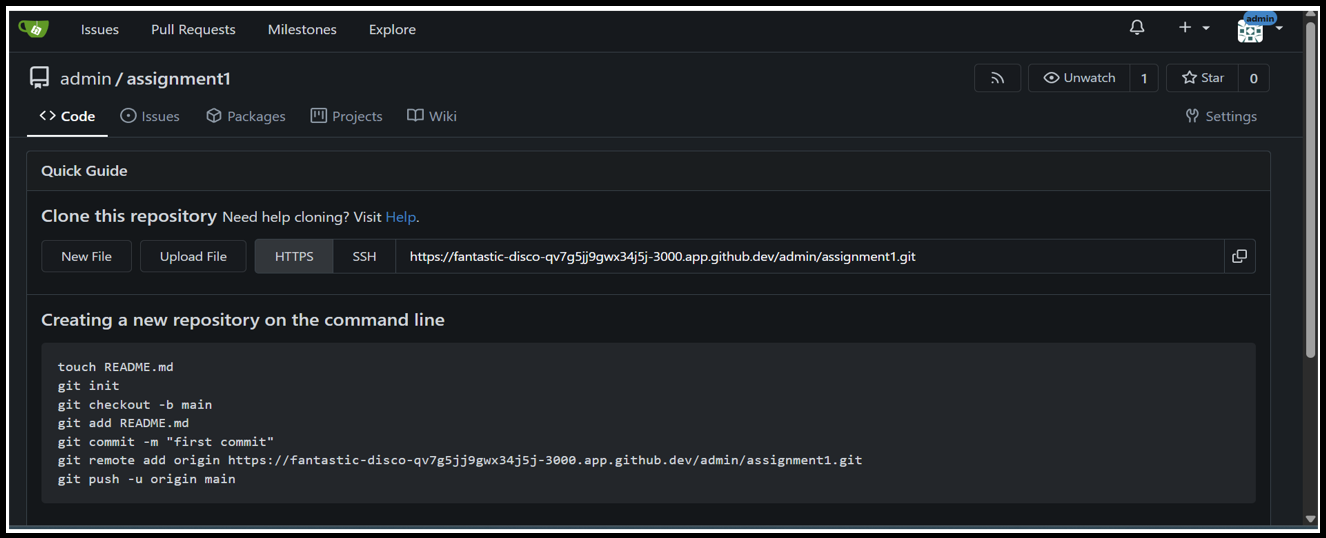 Issues Pull Requests Milestones Explore admin
admin / assignment1 Unwatch 1 Star 0
Code Issues Packages Projects Wiki Settings
Quick Guide
Clone this repository Need help cloning? Visit Help.
New File Upload File HTTPS SSH https://fantastic-disco-qv7g5jj9gwx34j5j-3000.app.github.dev/admin/assignment1.git
Creating a new repository on the command line
touch README.md
git init
git checkout -b main
git add README.md
git commit -m "first commit"
git remote add origin https://fantastic-disco-qv7g5jj9gwx34j5j-3000.app.github.dev/admin/assignment1.git
git push -u origin main